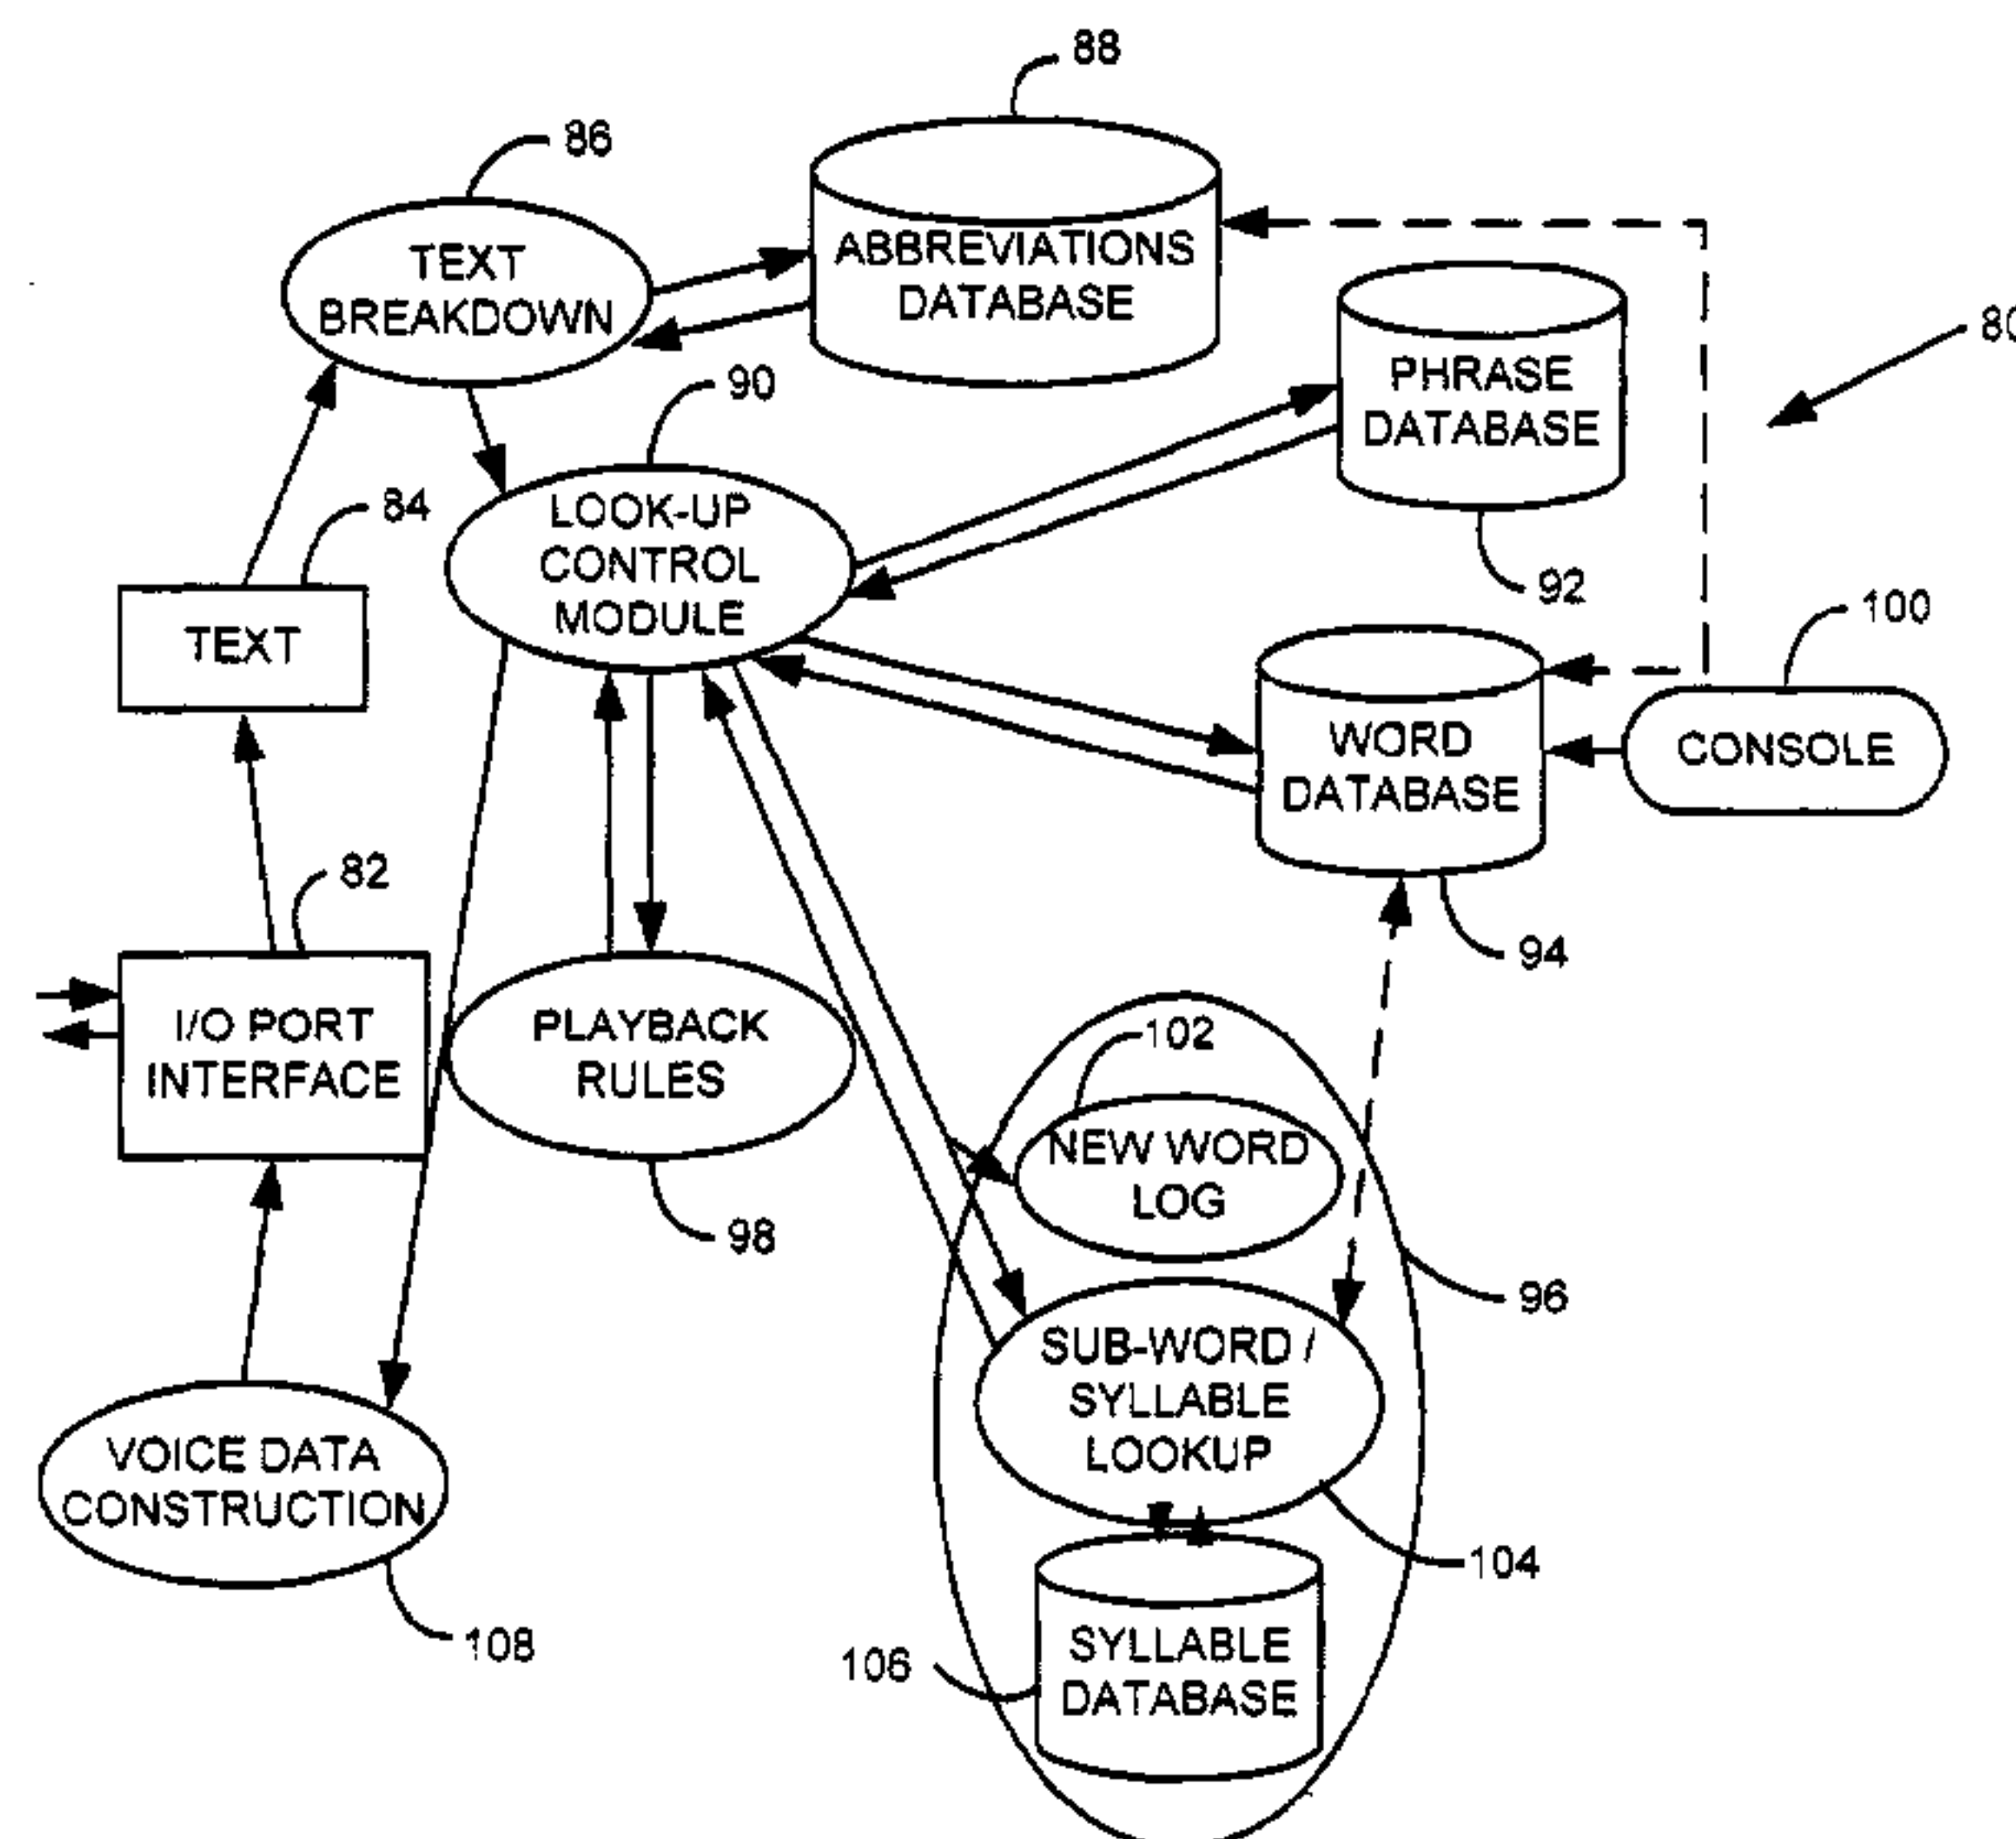 88
86
TEXT
BREAKDOWN
ABBREVIATIONS
DATABASE
80
PHRASE
DATABASE
90
84
LOOK-UP
CONTROL
MODULE
92
100
TEXT
WORD
DATABASE
CONSOLE
82
94
I/O PORT
INTERFACE
PLAYBACK
RULES
102
NEW WORD
LOG
98
96
SUB-WORD /
SYLLABLE
LOOKUP
VOICE DATA
CONSTRUCTION
104
108
106
SYLLABLE
DATABASE